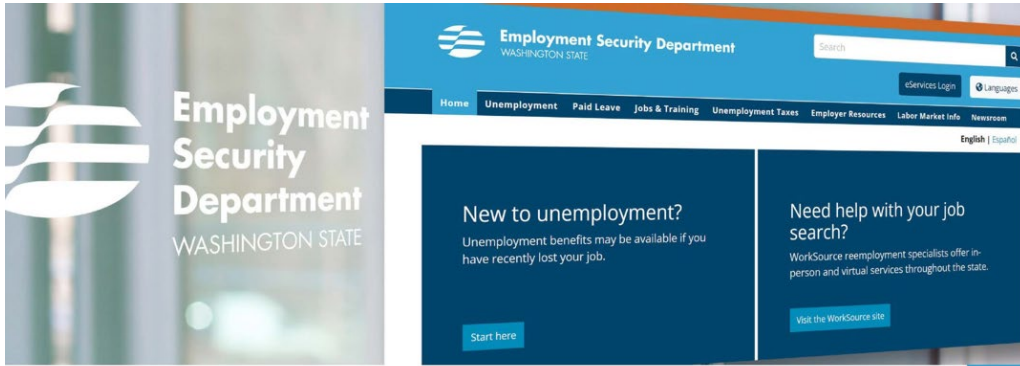 Employment
Security
Department
WASHINGTON STATE
Employment Security Department
WASHINGTON STATE
Search
eServices Login
Languages
Home Unemployment Paid Leave Jobs & Training Unemployment Taxes Employer Resources Labor Market Info Newsroom
English | Español
New to unemployment?
Unemployment benefits may be available if you
have recently lost your job.
Start here
Need help with your job
search?
WorkSource reemployment specialists offer in-
person and virtual services throughout the state.
Visit the WorkSource site